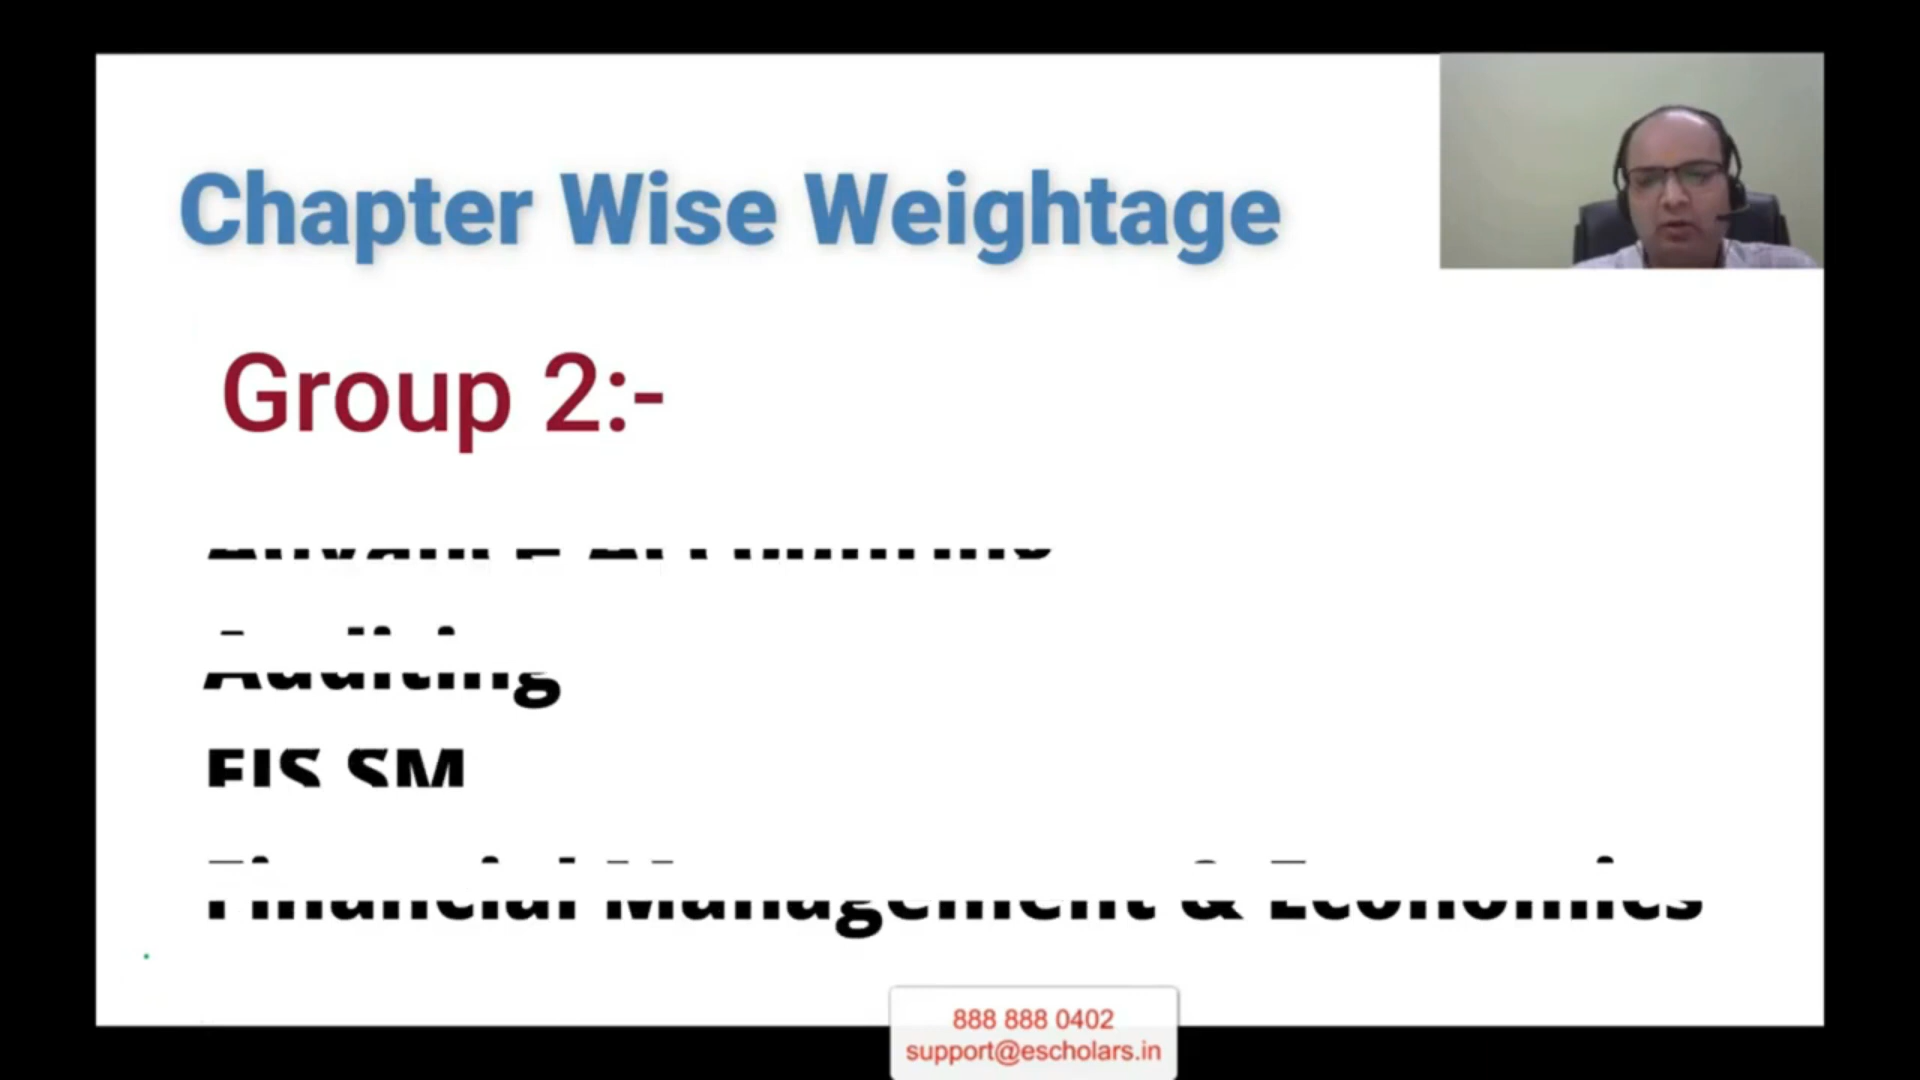 Chapter Wise Weightage
Group 2:-
Auditing
EIS SM
Financial Management & Economics
888 888 0402
support@escholars.in